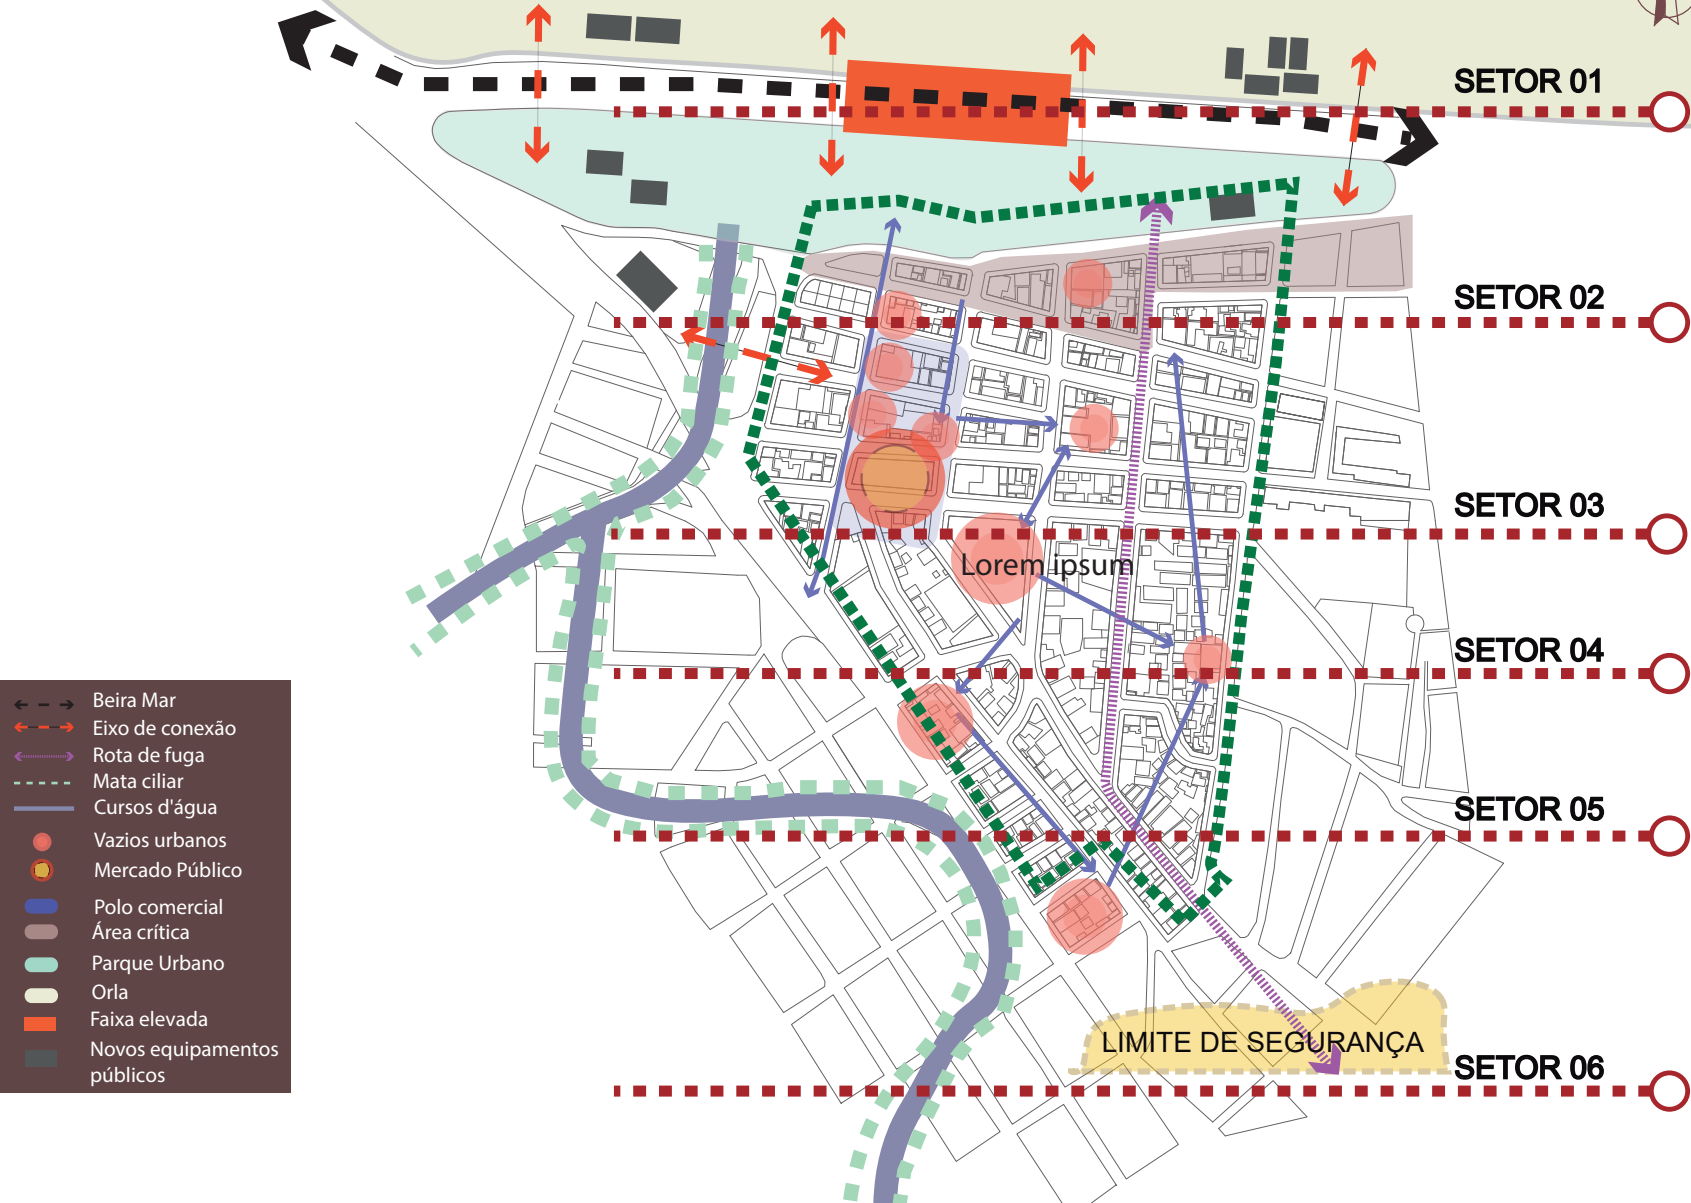 SETOR 01
SETOR 02
SETOR 03
Lorem ipsum
SETOR 04
Beira Mar
Eixo de conexão
Rota de fuga
Mata ciliar
Cursos d'água
Vazios urbanos
Mercado Público
Polo comercial
Área crítica
Parque Urbano
Orla
Faixa elevada
Novos equipamentos
públicos
SETOR 05
LIMITE DE SEGURANÇA
SETOR 06